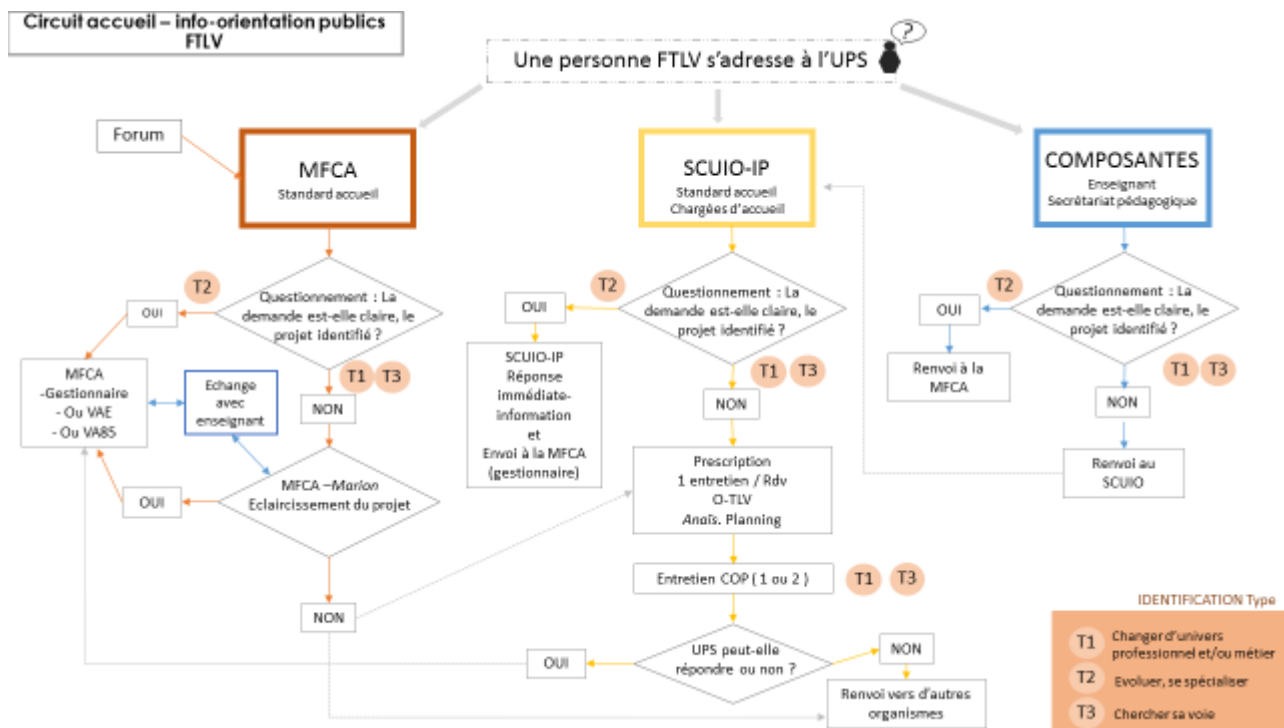 Circuit accueil – info-orientation publics
FTLV
Une personne FTLV s'adresse à l'UPS
?
Forum
MFCA
Standard accueil
SCUIO-IP
Standard accueil
Chargées d'accueil
COMPOSANTES
Enseignant
Secrétariat pédagogique
T2
OUI
Questionnement : La
demande est-elle claire, le
projet identifié ?
T1 T3
NON
MFCA
-Gestionnaire
- Ou VAE
- Ou VA85
Echange
avec
enseignant
OUI
MFCA –Marion
Eclaircissement du projet
NON
T2
OUI
Questionnement : La
demande est-elle claire, le
projet identifié ?
T1 T3
NON
SCUIO-IP
Réponse
immédiate-
information
et
Envoi à la MFCA
(gestionnaire)
Prescription
1 entretien / Rdv
O-TLV
Anaïs. Planning
Entretien COP ( 1 ou 2 )
T1 T3
UPS peut-elle
répondre ou non ?
OUI
NON
Renvoi vers d'autres
organismes
T2
OUI
Questionnement : La
demande est-elle claire, le
projet identifié ?
T1 T3
Renvoi à la
MFCA
NON
Renvoi au
SCUIO
IDENTIFICATION Type
T1 Changer d'univers
professionnel et/ou métier
T2 Evoluer, se spécialiser
T3 Chercher sa voie